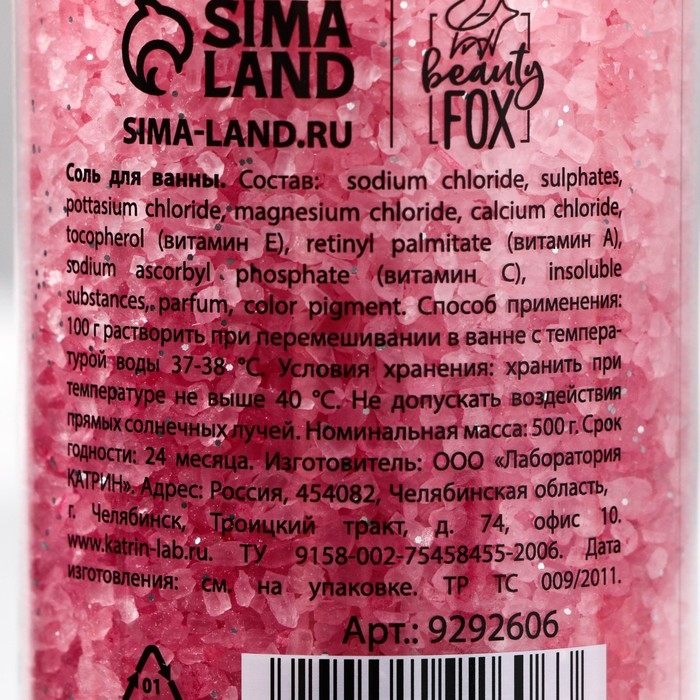 SIMA
LAND
SIMA-LAND.RU
beauty
FOX
Соль для ванны. Состав: sodium chloride, sulphates,
pottasium chloride, magnesium chloride, calcium chloride,
tocopherol (витамин Е), retinyl palmitate (витамин А),
sodium ascorbyl phosphate (витамин С), insoluble
substances, parfum, color pigment. Способ применения:
100 г растворить при перемешивании в ванне с темпера-
турой воды 37-38 °С. Условия хранения: хранить при
температуре не выше 40 °С. Не допускать воздействия
прямых солнечных лучей. Номинальная масса: 500 г. Срок
годности: 24 месяца. Изготовитель: ООО «Лаборатория
КАТРИН». Адрес: Россия, 454082, Челябинская область,
г. Челябинск, Троицкий тракт, д. 74, офис 10.
www.katrin-lab.ru. ТУ 9158-002-75458455-2006. Дата
изготовления: см. на упаковке. ТР ТС 009/2011.
Арт.: 9292606
01